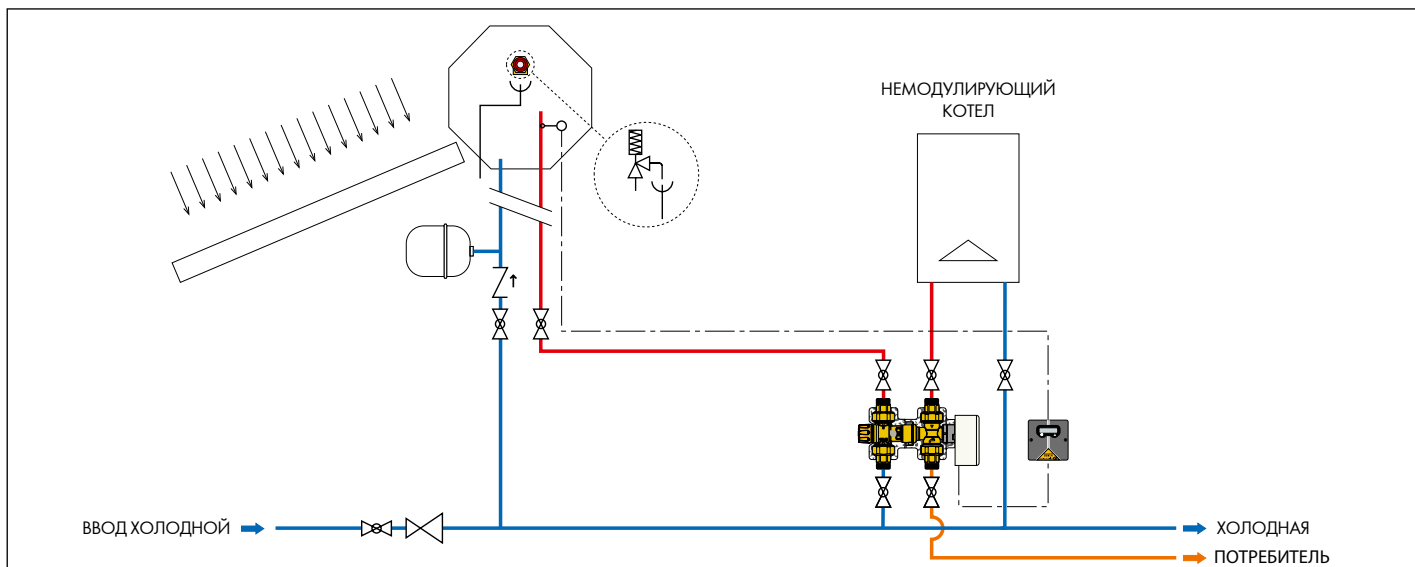 НЕМОДУЛИРУЮЩИЙ
КОТЕЛ
ВВОД ХОЛОДНОЙ
ХОЛОДНАЯ
ПОТРЕБИТЕЛЬ